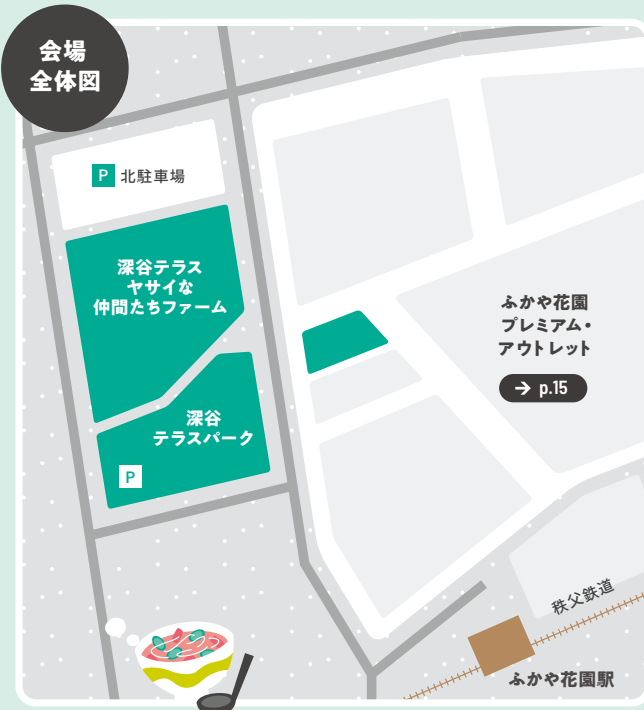 会場
全体図
P 北駐車場
深谷テラス
ヤサイな
仲間たちファーム
深谷
テラスパーク
P
ふかや花園
プレミアム・
アウトレット
→ p.15
秩父鉄道
ふかや花園駅